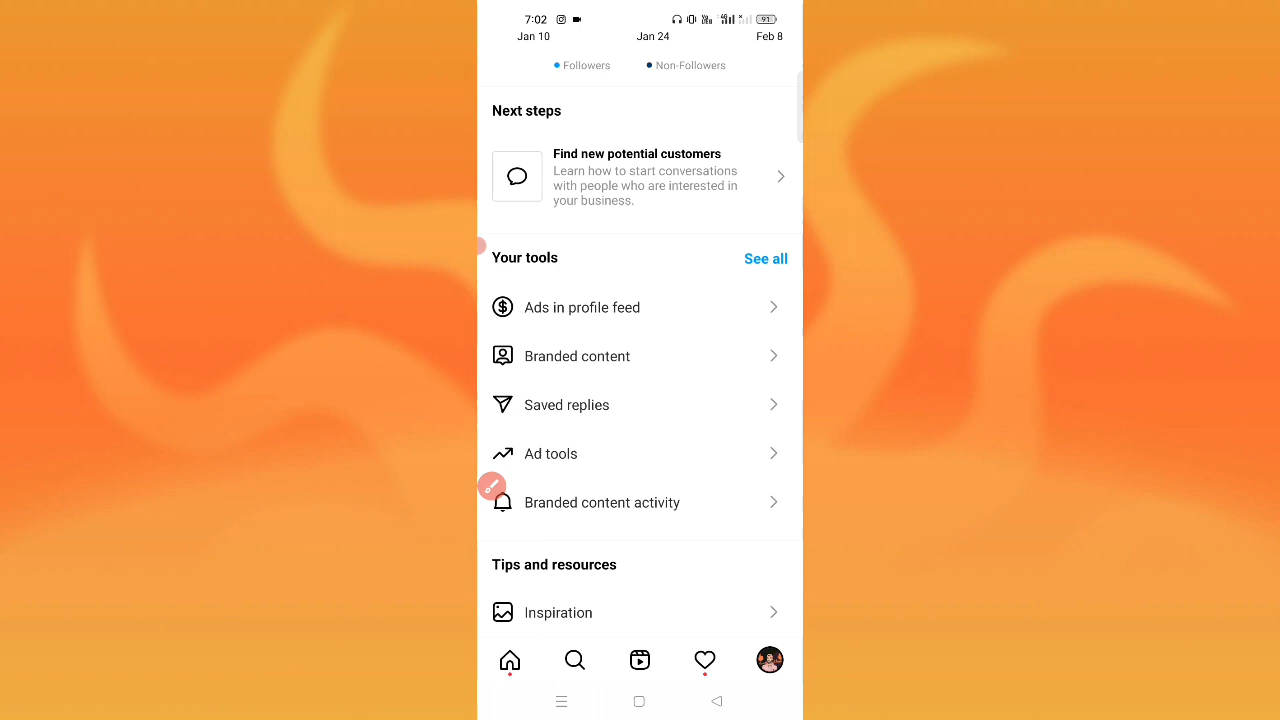 7:02 91
Jan 10 Jan 24 Feb 8
Followers Non-Followers
Next steps
Find new potential customers
Learn how to start conversations
with people who are interested in
your business.
Your tools See all
Ads in profile feed
Branded content
Saved replies
Ad tools
Branded content activity
Tips and resources
Inspiration